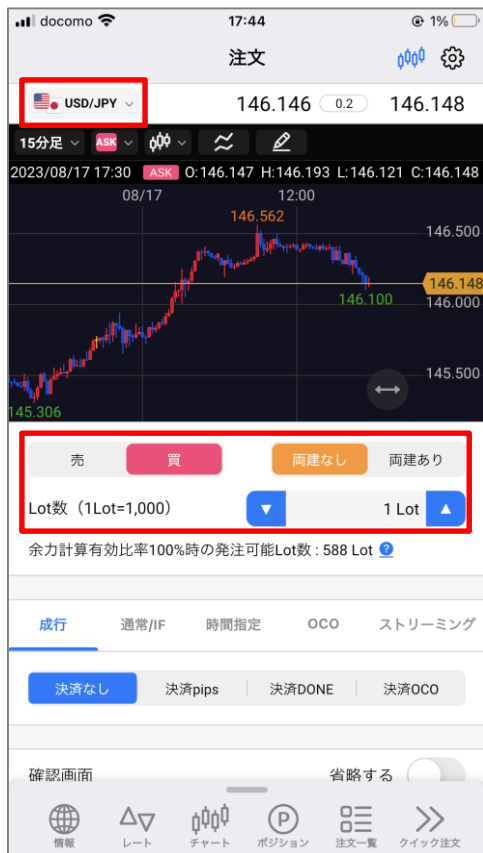 docomo 17:44 1%
注文
USD/JPY 146.146 0.2 146.148
15分足 ASK
2023/08/17 17:30 ASK O:146.147 H:146.193 L:146.121 C:146.148
08/17 12:00
146.562
146.500
146.148
146.100
146.000
145.500
145.306
売 買 両建なし 両建あり
Lot数（1Lot=1,000） ▼ 1 Lot ▲
余力計算有効比率100%時の発注可能Lot数 : 588 Lot ?
成行 通常/IF 時間指定 OCO ストリーミング
決済なし 決済pips 決済DONE 決済OCO
確認画面 省略する
情報 レート チャート P ポジション 注文一覧 クイック注文